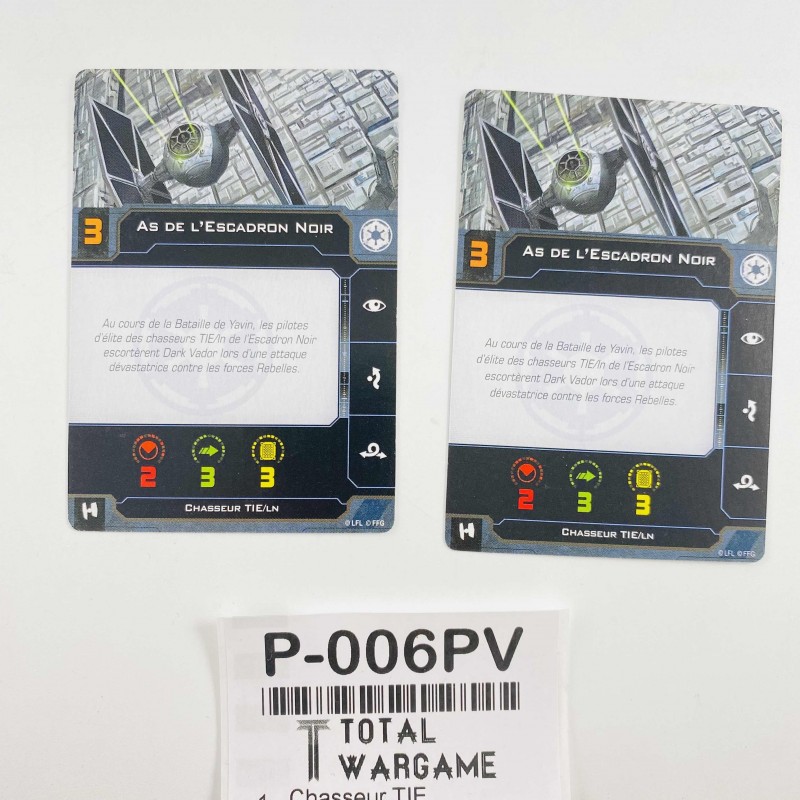 3
As de l'Escadron Noir
Au cours de la Bataille de Yavin, les pilotes
d'élite des chasseurs TIE/ln de l'Escadron Noir
escortèrent Dark Vador lors d'une attaque
dévastatrice contre les forces Rebelles.
2 3 3
Chasseur TIE/ln
© LFL © FFG
3
As de l'Escadron Noir
Au cours de la Bataille de Yavin, les pilotes
d'élite des chasseurs TIE/ln de l'Escadron Noir
escortèrent Dark Vador lors d'une attaque
dévastatrice contre les forces Rebelles.
2 3 3
Chasseur TIE/ln
© LFL © FFG
P-006PV
TOTAL
WARGAME
Chasseur TIE